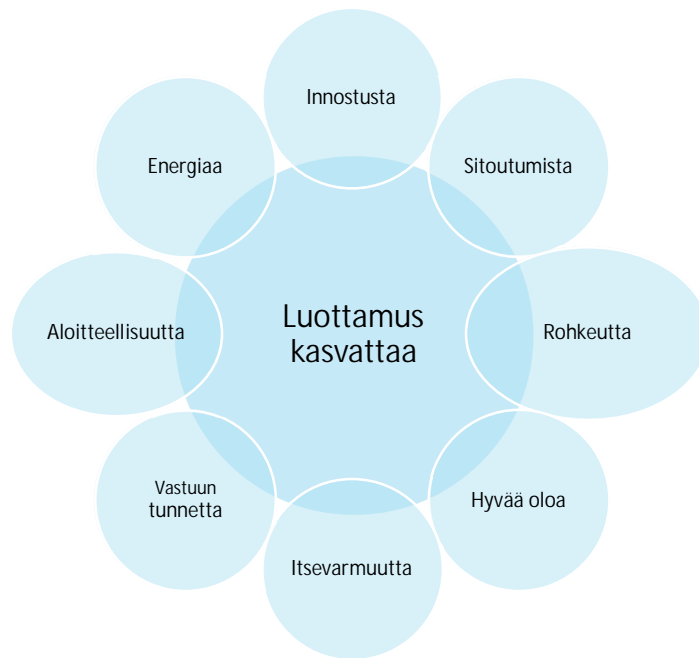 Innostusta
Energiaa
Sitoutumista
Aloitteellisuutta
Luottamus
kasvattaa
Rohkeutta
Vastuun
tunnetta
Hyvää oloa
Itsevarmuutta